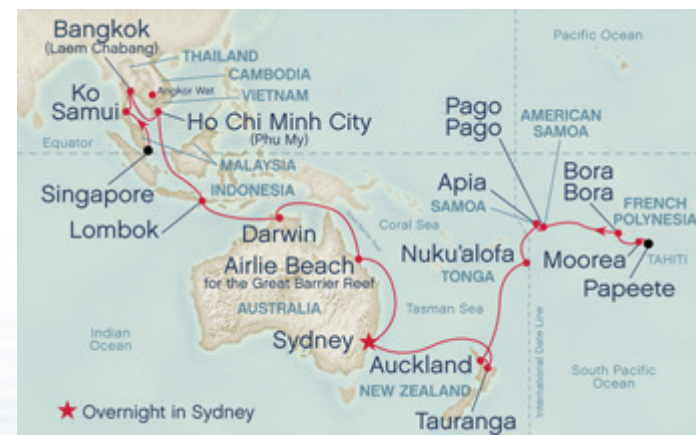 Bangkok
(Laem Chabang)
THAILAND
CAMBODIA
Angkor Wat
VIETNAM
Ko
Samui
Ho Chi Minh City
(Phu My)
Equator
MALAYSIA
Singapore
INDONESIA
Lombok
Darwin
Airlie Beach
for the Great Barrier Reef
AUSTRALIA
Coral Sea
Sydney
Indian
Ocean
Tasman Sea
Auckland
NEW ZEALAND
Tauranga
Pacific Ocean
Pago
Pago
AMERICAN
SAMOA
Apia
SAMOA
Nuku'alofa
TONGA
Bora
Bora
FRENCH
POLYNESIA
Moorea
TAHITI
Papeete
International Date Line
South Pacific
Ocean
★ Overnight in Sydney